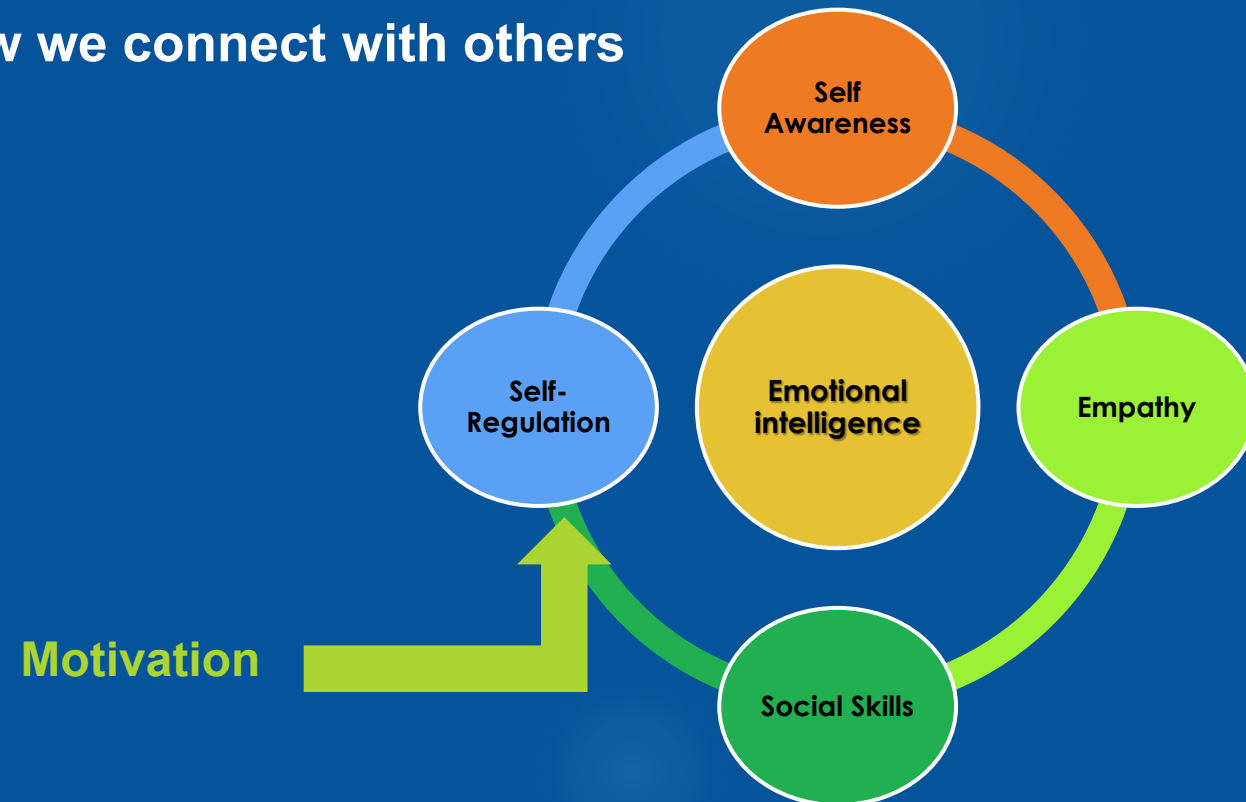 w we connect with others
Self
Awareness
Self-
Regulation
Emotional
intelligence
Empathy
Motivation
Social Skills